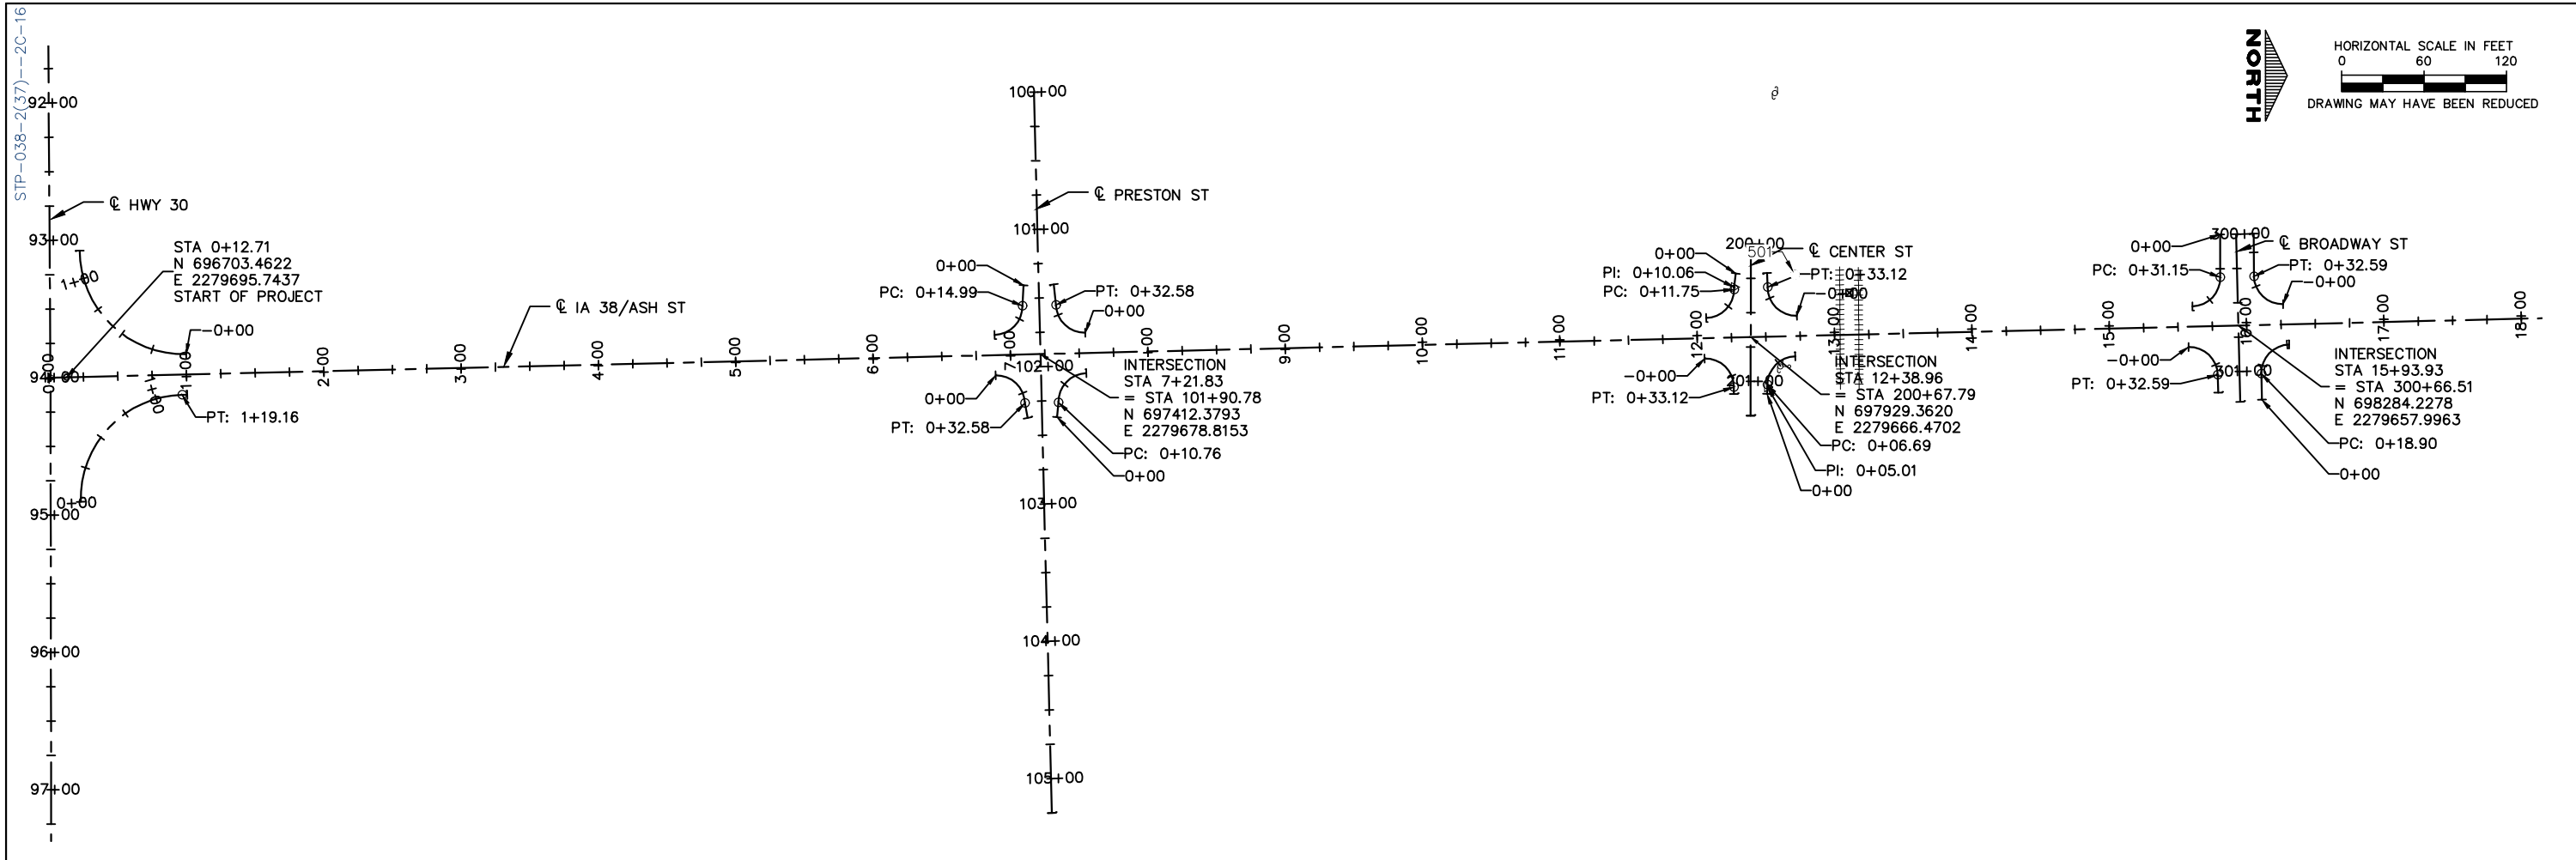 STP-038-2(37)--2C-16
NORTH
HORIZONTAL SCALE IN FEET
0 60 120
DRAWING MAY HAVE BEEN REDUCED
92+00
93+00
94+00
95+00
96+00
97+00
℄ HWY 30
STA 0+12.71
N 696703.4622
E 2279695.7437
START OF PROJECT
1+00
0+00
0+00
1+00
1+00
0+00
PT: 1+19.16
℄ IA 38/ASH ST
2+00
3+00
4+00
5+00
6+00
7+00
8+00
9+00
10+00
11+00
12+00
13+00
14+00
15+00
16+00
17+00
18+00
100+00
℄ PRESTON ST
101+00
102+00
103+00
104+00
105+00
0+00
PC: 0+14.99
PT: 0+32.58
0+00
0+00
PT: 0+32.58
INTERSECTION
STA 7+21.83
= STA 101+90.78
N 697412.3793
E 2279678.8153
PC: 0+10.76
0+00
200+00
501
℄ CENTER ST
0+00
PI: 0+10.06
PC: 0+11.75
PT: 0+33.12
0+00
0+00
PT: 0+33.12
201+00
INTERSECTION
STA 12+38.96
= STA 200+67.79
N 697929.3620
E 2279666.4702
PC: 0+06.69
PI: 0+05.01
0+00
300+00
℄ BROADWAY ST
0+00
PC: 0+31.15
PT: 0+32.59
0+00
0+00
PT: 0+32.59
301+00
INTERSECTION
STA 15+93.93
= STA 300+66.51
N 698284.2278
E 2279657.9963
PC: 0+18.90
0+00